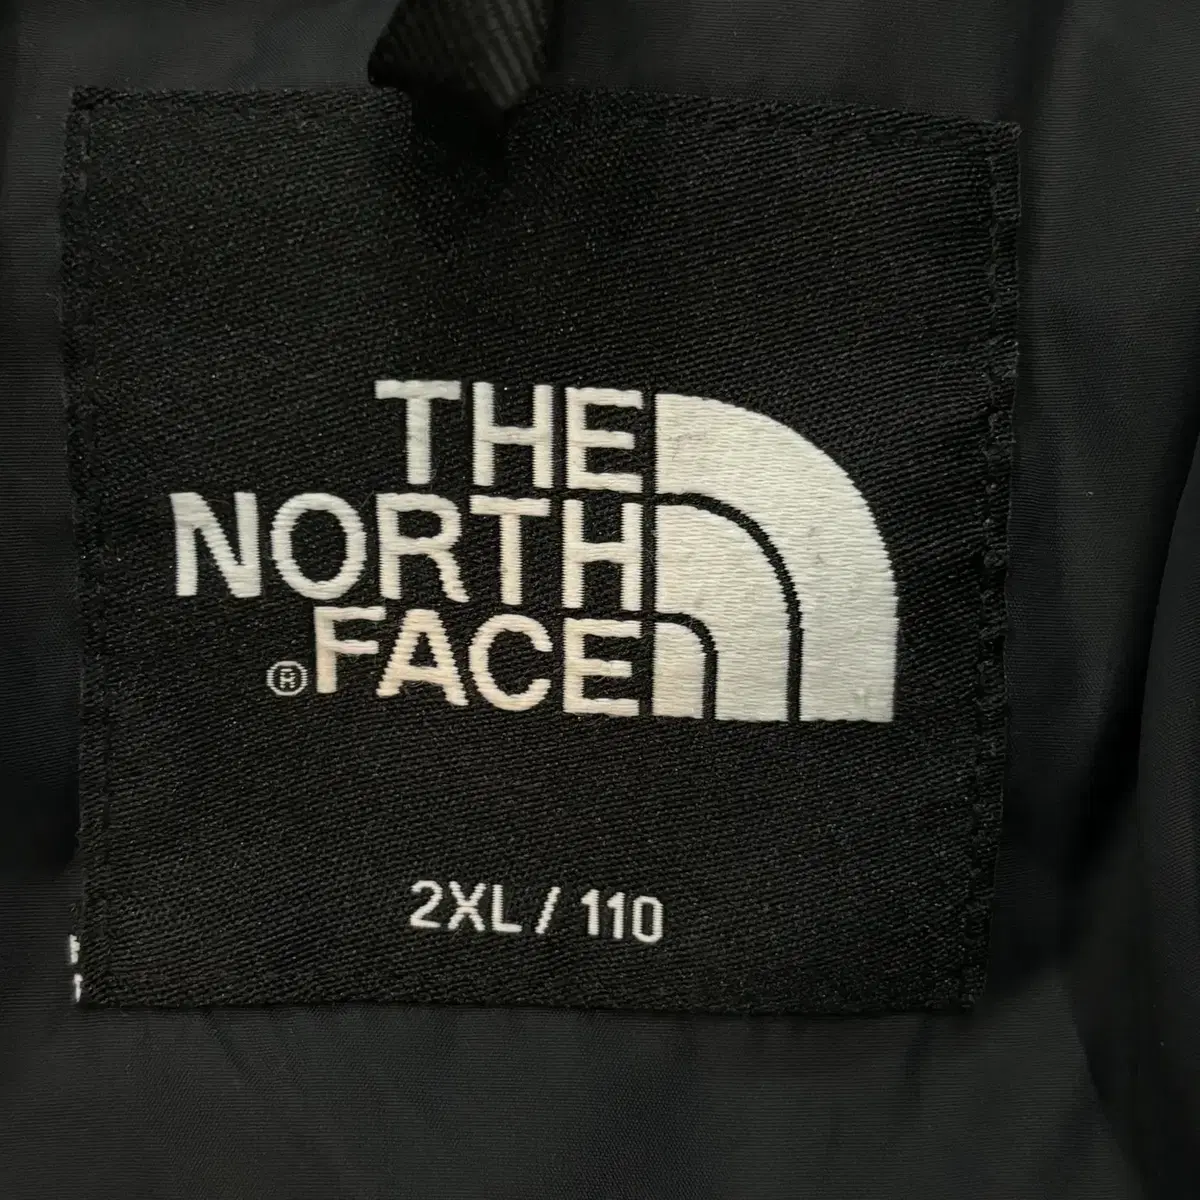 THE
NORTH
®FACE
2XL / 110